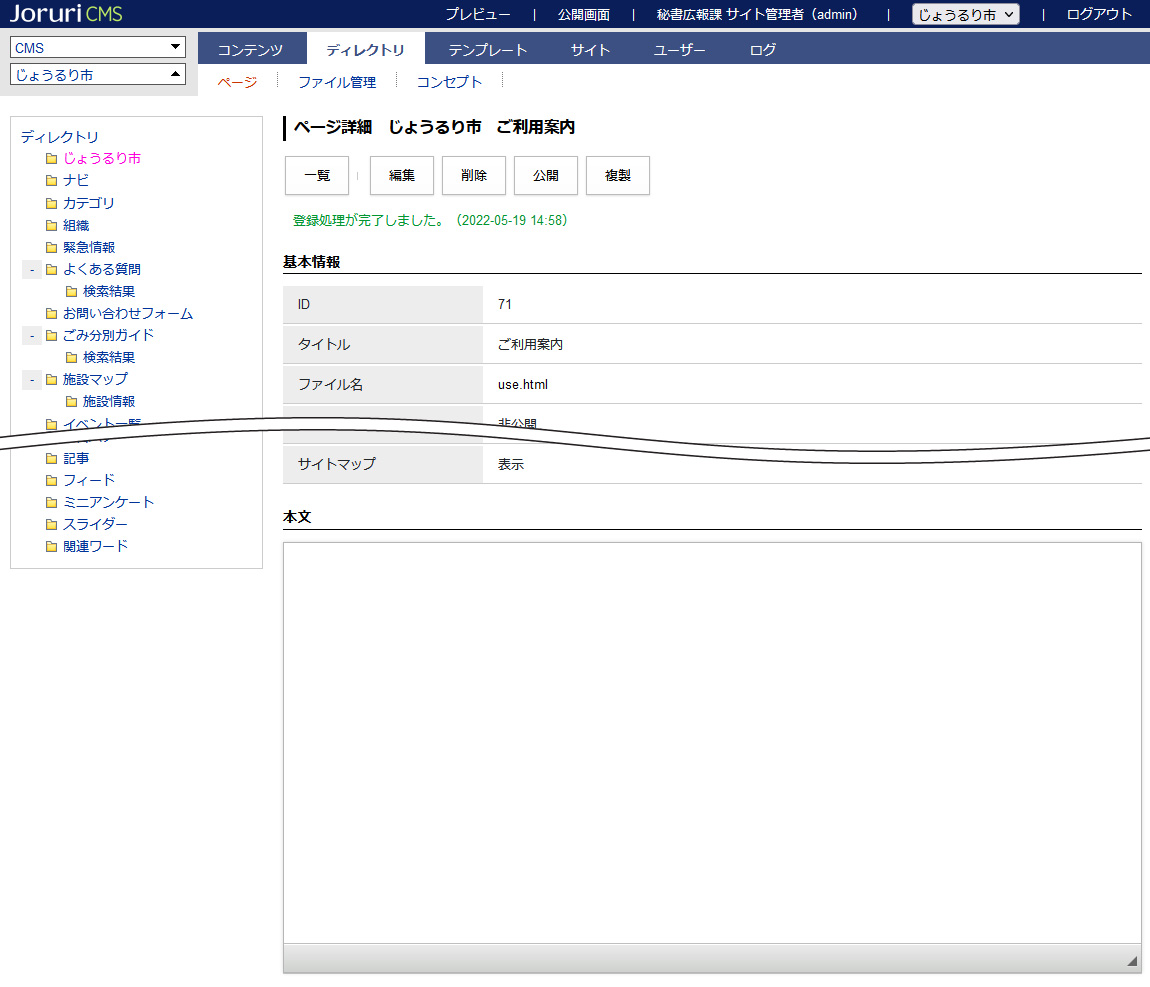 Joruri CMS
プレビュー | 公開画面 | 秘書広報課 サイト管理者（admin） | じょうるり市 | ログアウト
CMS
じょうるり市
コンテンツ ディレクトリ テンプレート サイト ユーザー ログ
ページ ファイル管理 コンセプト
ディレクトリ
じょうるり市
ナビ
カテゴリ
組織
緊急情報
- よくある質問
検索結果
お問い合わせフォーム
- ごみ分別ガイド
検索結果
- 施設マップ
施設情報
イベント一覧
記事
フィード
ミニアンケート
スライダー
関連ワード
ページ詳細　じょうるり市　ご利用案内
一覧 編集 削除 公開 複製
登録処理が完了しました。（2022-05-19 14:58）
基本情報
ID 71
タイトル ご利用案内
ファイル名 use.html
非公開
サイトマップ 表示
本文